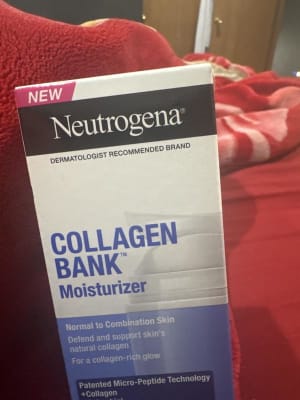 NEW
Neutrogena®
DERMATOLOGIST RECOMMENDED BRAND
COLLAGEN
BANK™
Moisturizer
Normal to Combination Skin
Defend and support skin's
natural collagen
For a collagen-rich glow
Patented Micro-Peptide Technology
+Collagen